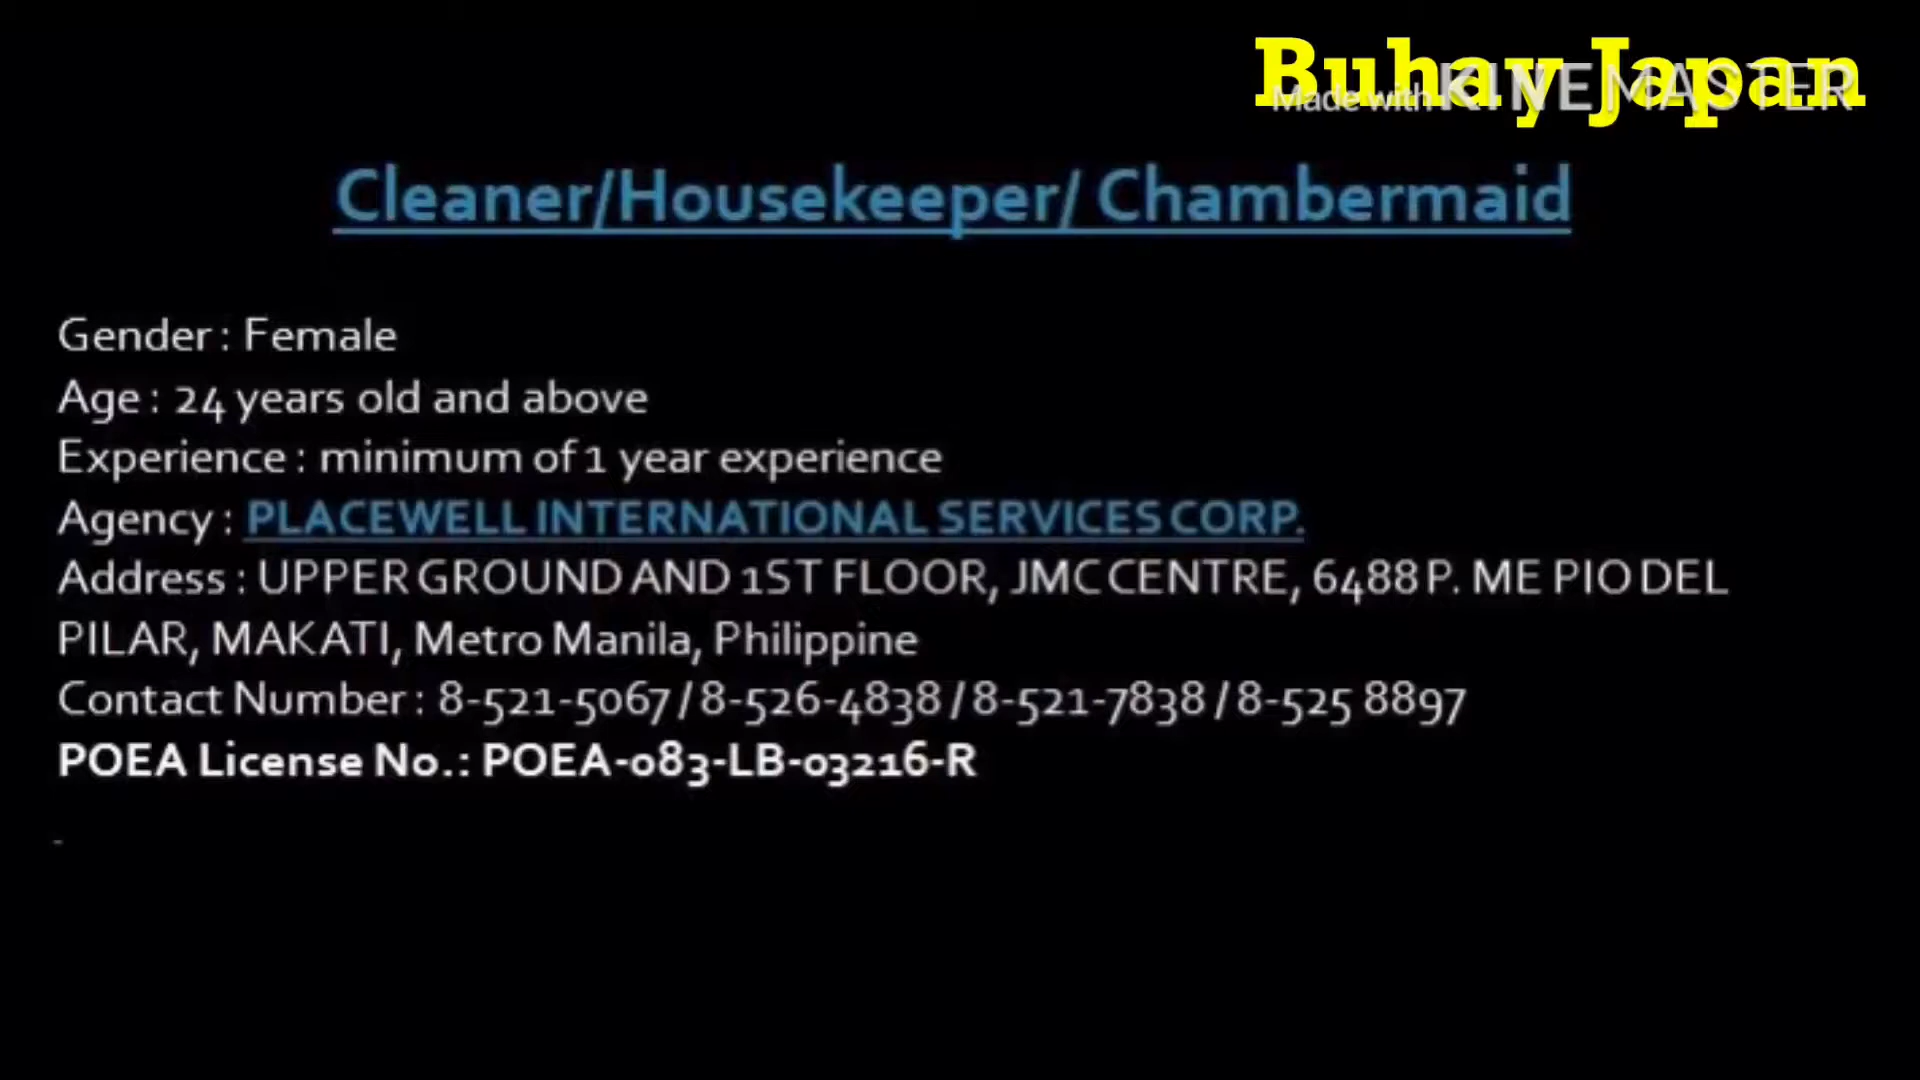 Buhay Japan
Made with KINEMASTER
Cleaner/Housekeeper/ Chambermaid
Gender : Female
Age : 24 years old and above
Experience : minimum of 1 year experience
Agency : PLACEWELL INTERNATIONAL SERVICES CORP.
Address : UPPER GROUND AND 1ST FLOOR, JMC CENTRE, 6488 P. ME PIO DEL
PILAR, MAKATI, Metro Manila, Philippine
Contact Number : 8-521-5067 / 8-526-4838 / 8-521-7838 / 8-525 8897
POEA License No.: POEA-083-LB-03216-R
-